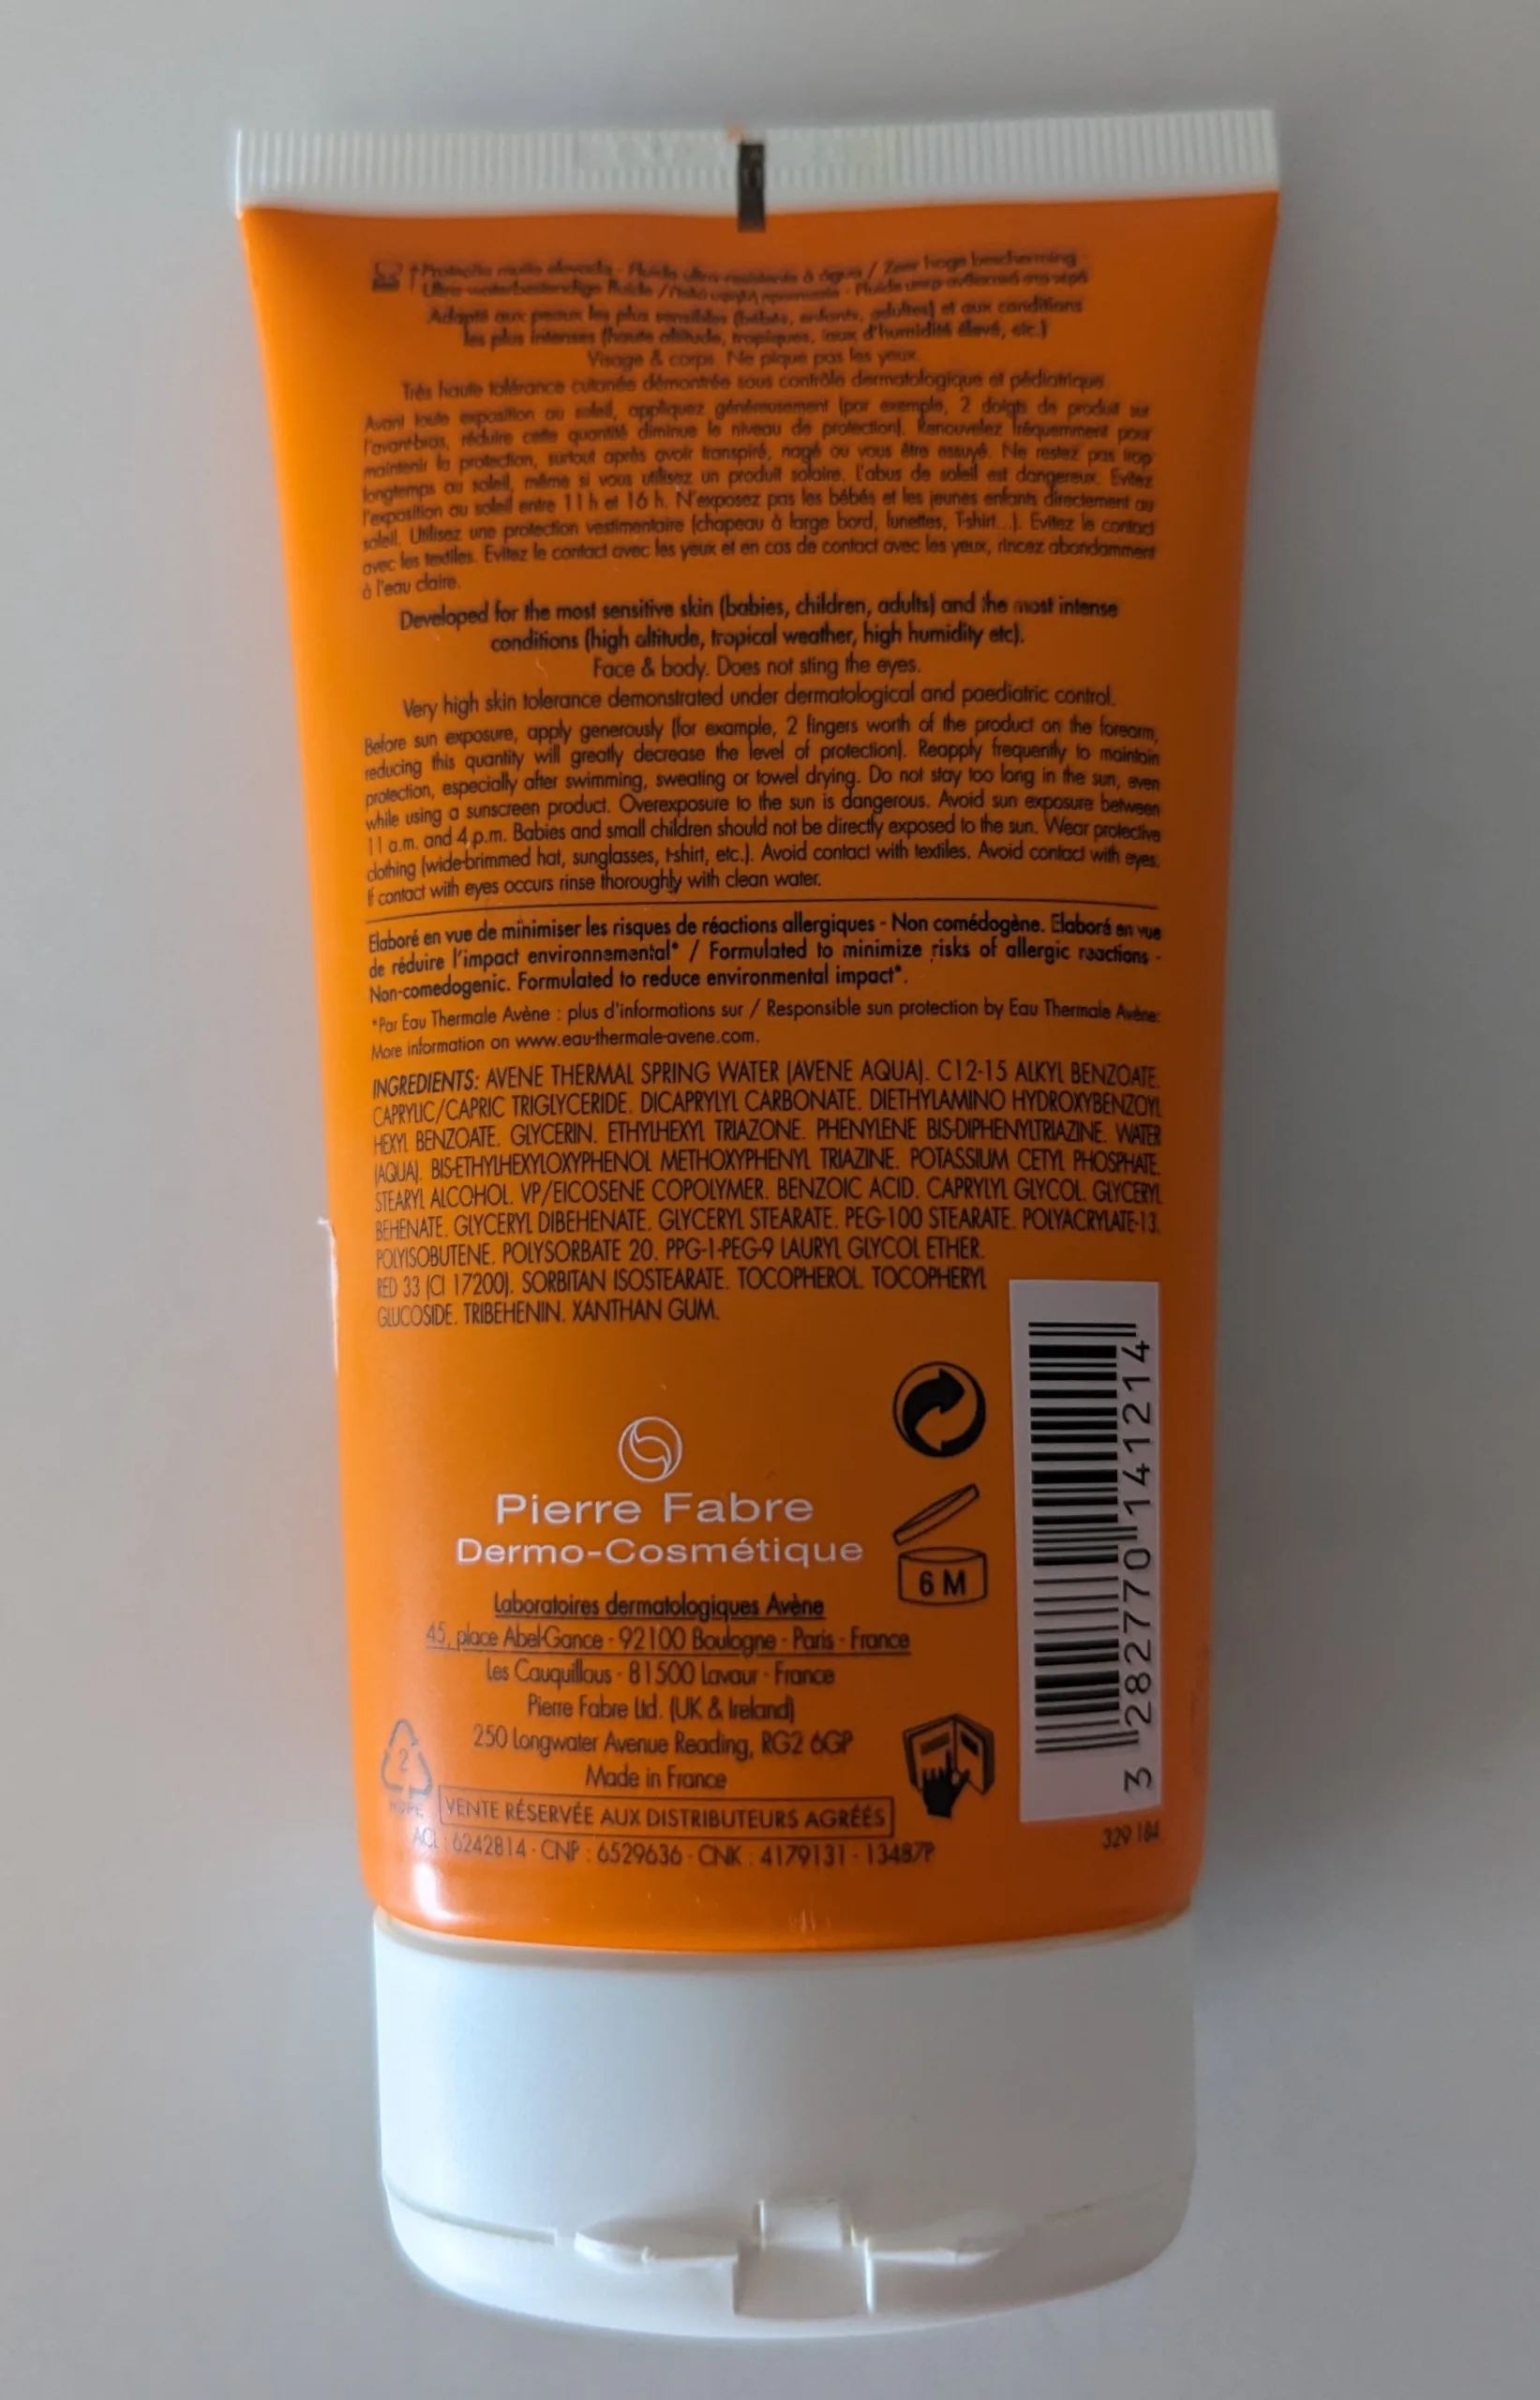 Protecção muito elevada - Fluido ultra-resistente à água / Zeer hoge bescherming -
Ultra-waterbestendige fluide /
Adapté aux peaux les plus sensibles (bébés, enfants, adultes) et aux conditions
les plus intenses (haute altitude, tropiques, taux d'humidité élevé, etc.)
Visage & corps. Ne pique pas les yeux.
Très haute tolérance cutanée démontrée sous contrôle dermatologique et pédiatrique.
Avant toute exposition au soleil, appliquez généreusement (par exemple, 2 doigts de produit sur
l'avant-bras, réduire cette quantité diminue le niveau de protection). Renouvelez fréquemment pour
maintenir la protection, surtout après avoir transpiré, nagé ou vous être essuyé. Ne restez pas trop
longtemps au soleil, même si vous utilisez un produit solaire. L'abus de soleil est dangereux. Evitez
l'exposition au soleil entre 11 h et 16 h. N'exposez pas les bébés et les jeunes enfants directement au
soleil. Utilisez une protection vestimentaire (chapeau à large bord, lunettes, T-shirt...). Evitez le contact
avec les textiles. Evitez le contact avec les yeux et en cas de contact avec les yeux, rincez abondamment
à l'eau claire.
Developed for the most sensitive skin (babies, children, adults) and the most intense
conditions (high altitude, tropical weather, high humidity etc).
Face & body. Does not sting the eyes.
Very high skin tolerance demonstrated under dermatological and paediatric control.
Before sun exposure, apply generously (for example, 2 fingers worth of the product on the forearm,
reducing this quantity will greatly decrease the level of protection). Reapply frequently to maintain
protection, especially after swimming, sweating or towel drying. Do not stay too long in the sun, even
while using a sunscreen product. Overexposure to the sun is dangerous. Avoid sun exposure between
11 a.m. and 4 p.m. Babies and small children should not be directly exposed to the sun. Wear protective
clothing (wide-brimmed hat, sunglasses, t-shirt, etc.). Avoid contact with textiles. Avoid contact with eyes.
If contact with eyes occurs rinse thoroughly with clean water.
Elaboré en vue de minimiser les risques de réactions allergiques - Non comédogène. Elaboré en vue
de réduire l'impact environnemental* / Formulated to minimize risks of allergic reactions -
Non-comedogenic. Formulated to reduce environmental impact*.
*Par Eau Thermale Avène : plus d'informations sur / Responsible sun protection by Eau Thermale Avène:
More information on www.eau-thermale-avene.com.
INGREDIENTS: AVENE THERMAL SPRING WATER (AVENE AQUA). C12-15 ALKYL BENZOATE.
CAPRYLIC/CAPRIC TRIGLYCERIDE. DICAPRYLYL CARBONATE. DIETHYLAMINO HYDROXYBENZOYL
HEXYL BENZOATE. GLYCERIN. ETHYLHEXYL TRIAZONE. PHENYLENE BIS-DIPHENYLTRIAZINE. WATER
(AQUA). BIS-ETHYLHEXYLOXYPHENOL METHOXYPHENYL TRIAZINE. POTASSIUM CETYL PHOSPHATE.
STEARYL ALCOHOL. VP/EICOSENE COPOLYMER. BENZOIC ACID. CAPRYLYL GLYCOL. GLYCERYL
BEHENATE. GLYCERYL DIBEHENATE. GLYCERYL STEARATE. PEG-100 STEARATE. POLYACRYLATE-13.
POLYISOBUTENE. POLYSORBATE 20. PPG-1-PEG-9 LAURYL GLYCOL ETHER.
RED 33 (CI 17200). SORBITAN ISOSTEARATE. TOCOPHEROL. TOCOPHERYL
GLUCOSIDE. TRIBEHENIN. XANTHAN GUM.
Pierre Fabre
Dermo-Cosmétique
6 M
Laboratoires dermatologiques Avène
45, place Abel-Gance - 92100 Boulogne - Paris - France
Les Cauquillous - 81500 Lavaur - France
Pierre Fabre Ltd. (UK & Ireland)
250 Longwater Avenue Reading, RG2 6GP
Made in France
2
HDPE
VENTE RÉSERVÉE AUX DISTRIBUTEURS AGRÉÉS
ACL : 6242814 - CNP : 6529636 - CNK : 4179131 - 13487P
3 282770 141214
329 184